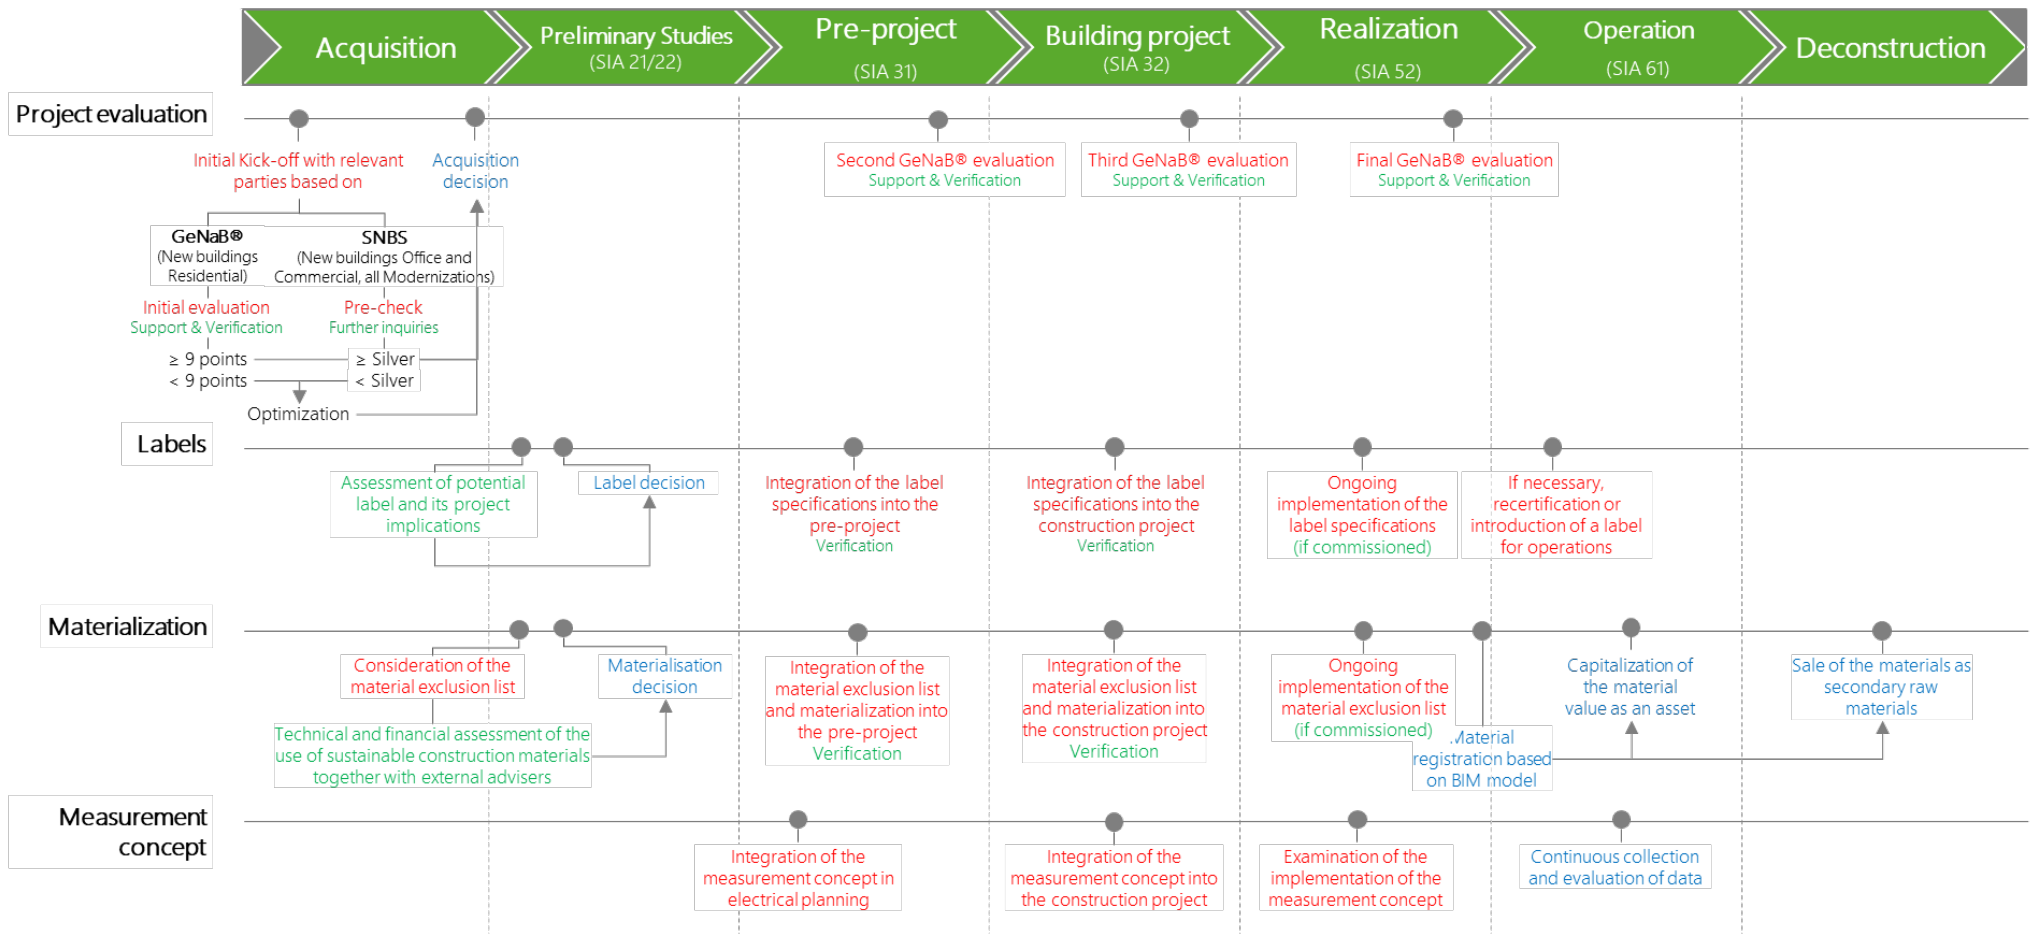 Acquisition
Preliminary Studies
(SIA 21/22)
Pre-project
(SIA 31)
Building project
(SIA 32)
Realization
(SIA 52)
Operation
(SIA 61)
Deconstruction
Project evaluation
Initial Kick-off with relevant
parties based on
Acquisition
decision
Second GeNaB® evaluation
Support & Verification
Third GeNaB® evaluation
Support & Verification
Final GeNaB® evaluation
Support & Verification
GeNaB®
(New buildings
Residential)
SNBS
(New buildings Office and
Commercial, all Modernizations)
Initial evaluation
Support & Verification
Pre-check
Further inquiries
≥ 9 points
≥ Silver
< 9 points
< Silver
Optimization
Labels
Assessment of potential
label and its project
implications
Label decision
Integration of the label
specifications into the
pre-project
Verification
Integration of the label
specifications into the
construction project
Verification
Ongoing
implementation of the
label specifications
(if commissioned)
If necessary,
recertification or
introduction of a label
for operations
Materialization
Consideration of the
material exclusion list
Technical and financial assessment of the
use of sustainable construction materials
together with external advisers
Materialisation
decision
Integration of the
material exclusion list
and materialization into
the pre-project
Verification
Integration of the
material exclusion list
and materialization into
the construction project
Verification
Ongoing
implementation of the
material exclusion list
(if commissioned)
Material
registration based
on BIM model
Capitalization of
the material
value as an asset
Sale of the materials as
secondary raw
materials
Measurement
concept
Integration of the
measurement concept in
electrical planning
Integration of the
measurement concept into
the construction project
Examination of the
implementation of the
measurement concept
Continuous collection
and evaluation of data